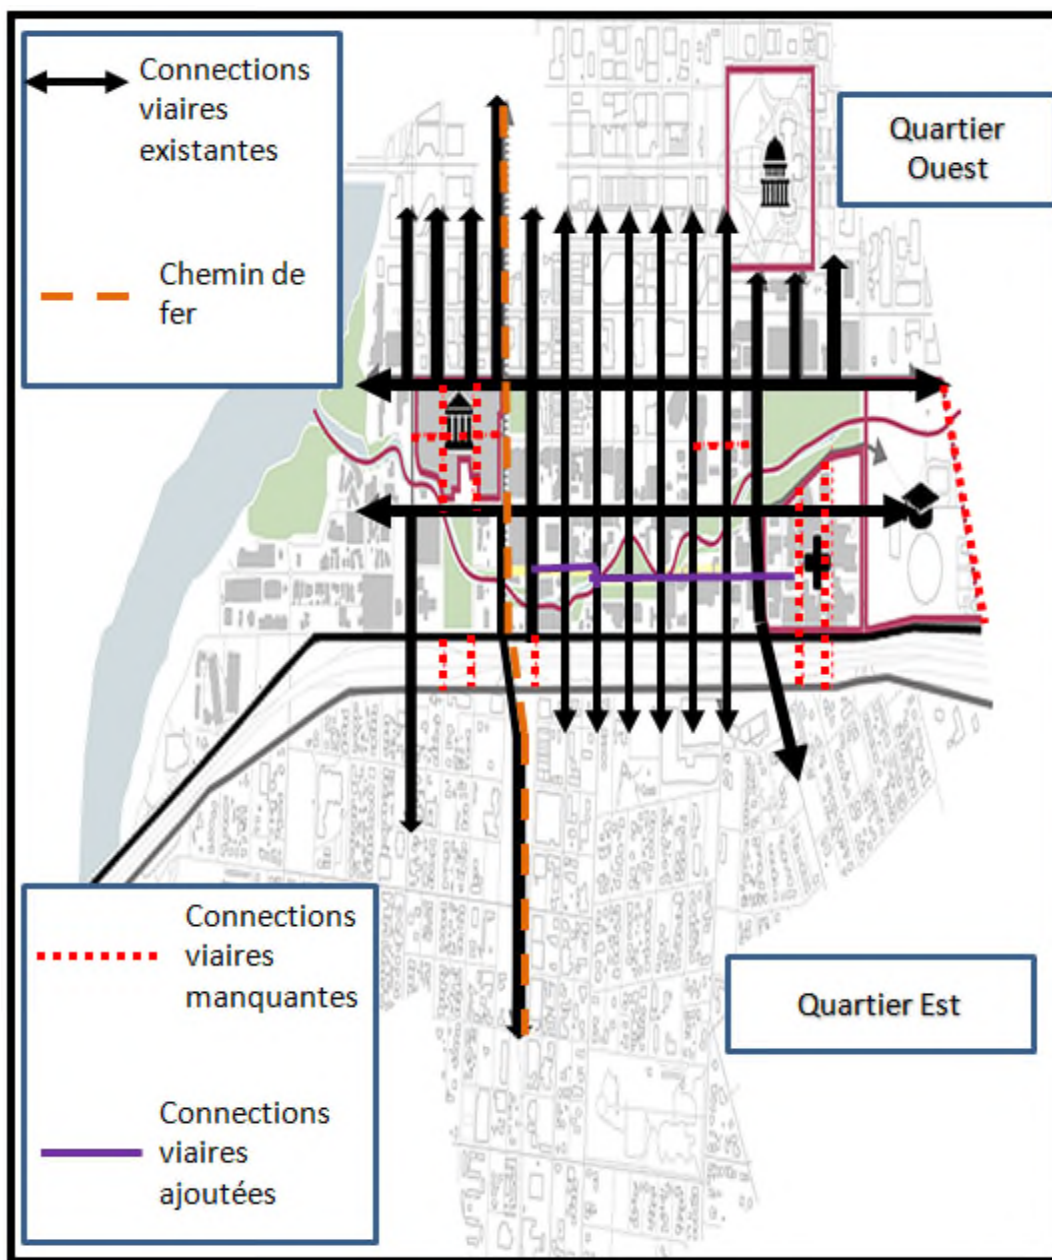 Connections
viaires
existantes
Chemin de
fer
Quartier
Ouest
Connections
viaires
manquantes
Connections
viaires
ajoutées
Quartier Est